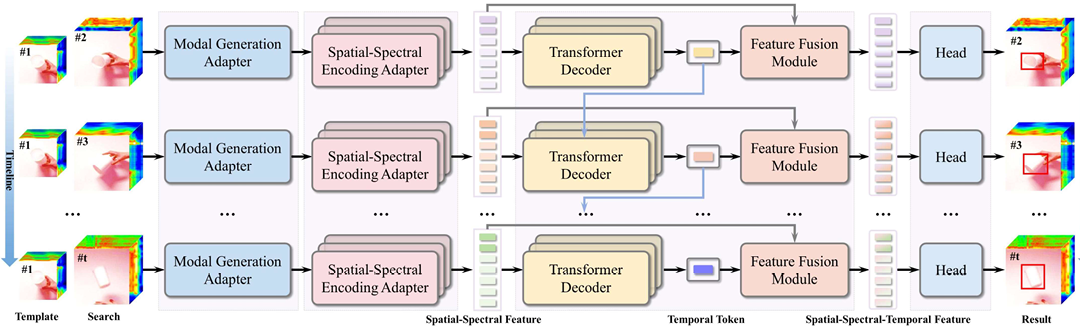 #1
#2
Modal Generation
Adapter
Spatial-Spectral
Encoding Adapter
Transformer
Decoder
Feature Fusion
Module
Head
#2
Timeline
#1
#3
Modal Generation
Adapter
Spatial-Spectral
Encoding Adapter
Transformer
Decoder
Feature Fusion
Module
Head
#3
... ... ... ... ... ... ... ... ... ...
#1
#t
Modal Generation
Adapter
Spatial-Spectral
Encoding Adapter
Transformer
Decoder
Feature Fusion
Module
Head
#t
Template Search Spatial-Spectral Feature Temporal Token Spatial-Spectral-Temporal Feature Result